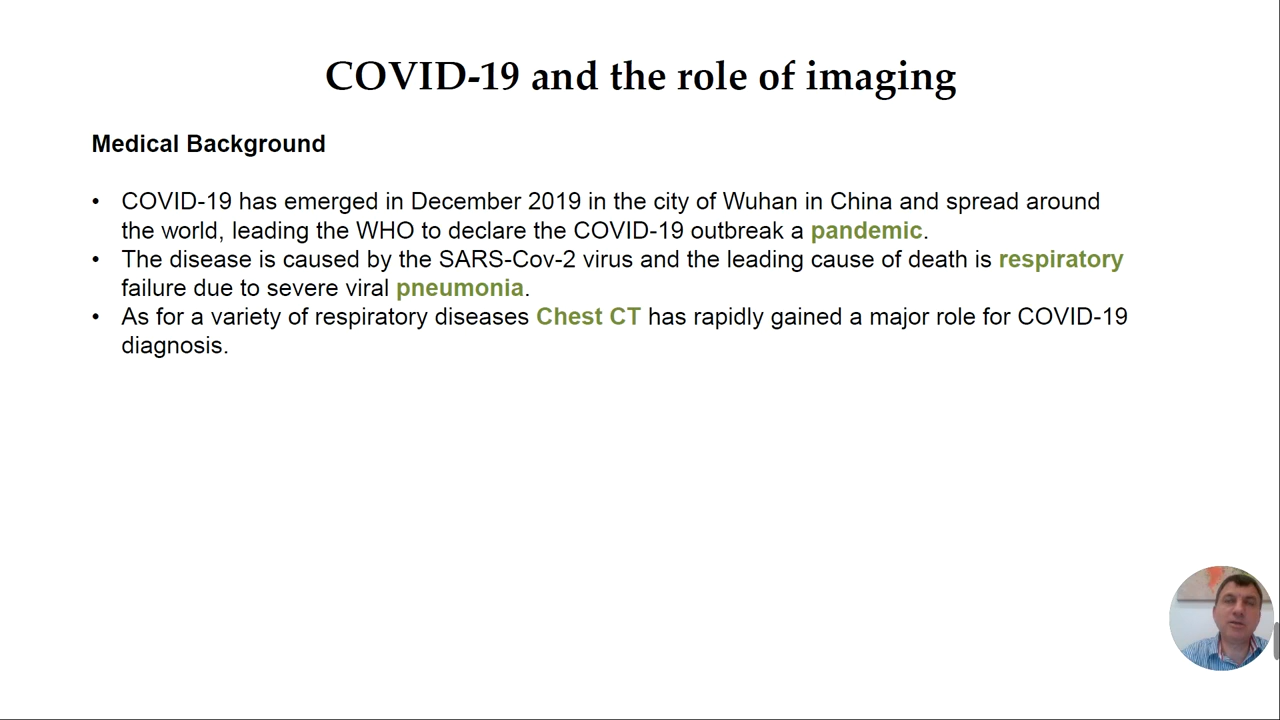 COVID-19 and the role of imaging
Medical Background
• COVID-19 has emerged in December 2019 in the city of Wuhan in China and spread around
the world, leading the WHO to declare the COVID-19 outbreak a pandemic.
• The disease is caused by the SARS-Cov-2 virus and the leading cause of death is respiratory
failure due to severe viral pneumonia.
• As for a variety of respiratory diseases Chest CT has rapidly gained a major role for COVID-19
diagnosis.